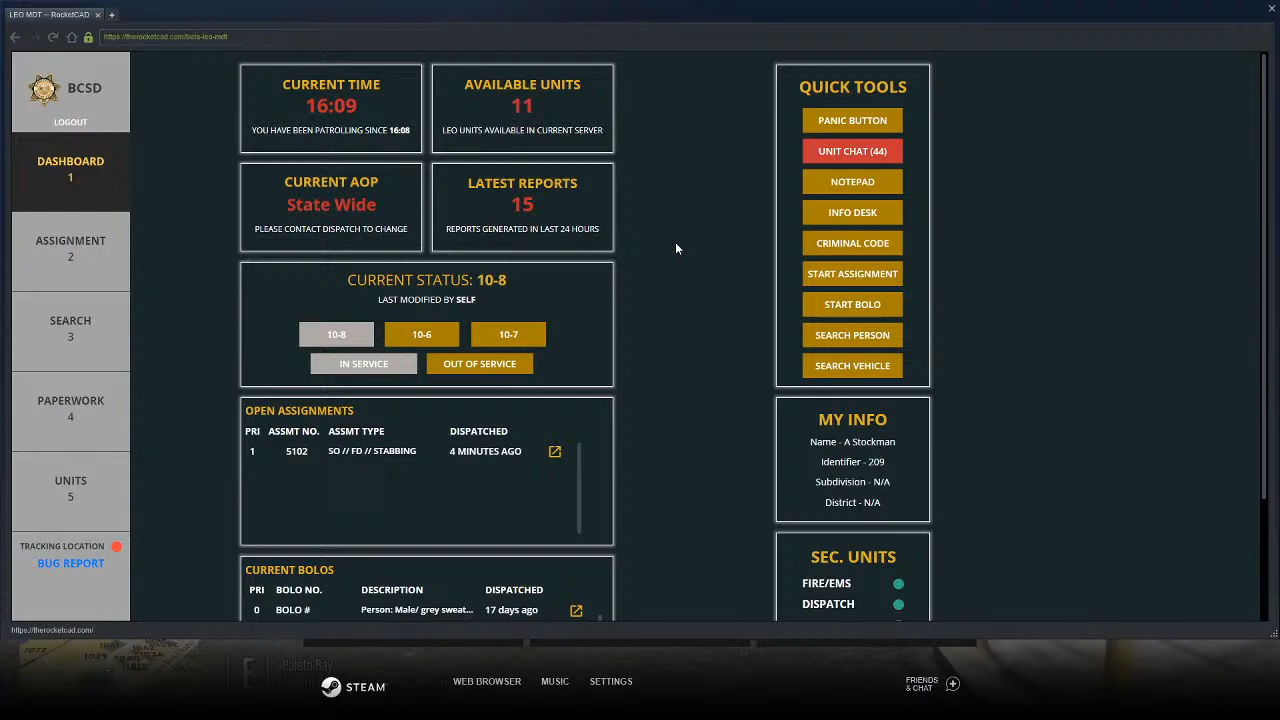 LEO MDT — RocketCAD
https://therocketcad.com/beta-leo-mdt
BCSD
LOGOUT
DASHBOARD
1
ASSIGNMENT
2
SEARCH
3
PAPERWORK
4
UNITS
5
TRACKING LOCATION
BUG REPORT
CURRENT TIME
16:09
YOU HAVE BEEN PATROLLING SINCE 16:08
AVAILABLE UNITS
11
LEO UNITS AVAILABLE IN CURRENT SERVER
CURRENT AOP
State Wide
PLEASE CONTACT DISPATCH TO CHANGE
LATEST REPORTS
15
REPORTS GENERATED IN LAST 24 HOURS
CURRENT STATUS: 10-8
LAST MODIFIED BY SELF
10-8 10-6 10-7
IN SERVICE OUT OF SERVICE
OPEN ASSIGNMENTS
PRI ASSMT NO. ASSMT TYPE DISPATCHED
1 5102 SO // FD // STABBING 4 MINUTES AGO
CURRENT BOLOS
PRI BOLO NO. DESCRIPTION DISPATCHED
0 BOLO # Person: Male/ grey sweat... 17 days ago
QUICK TOOLS
PANIC BUTTON
UNIT CHAT (44)
NOTEPAD
INFO DESK
CRIMINAL CODE
START ASSIGNMENT
START BOLO
SEARCH PERSON
SEARCH VEHICLE
MY INFO
Name - A Stockman
Identifier - 209
Subdivision - N/A
District - N/A
SEC. UNITS
FIRE/EMS
DISPATCH
https://therocketcad.com/
Paleto Bay
STEAM
WEB BROWSER MUSIC SETTINGS
FRIENDS
& CHAT